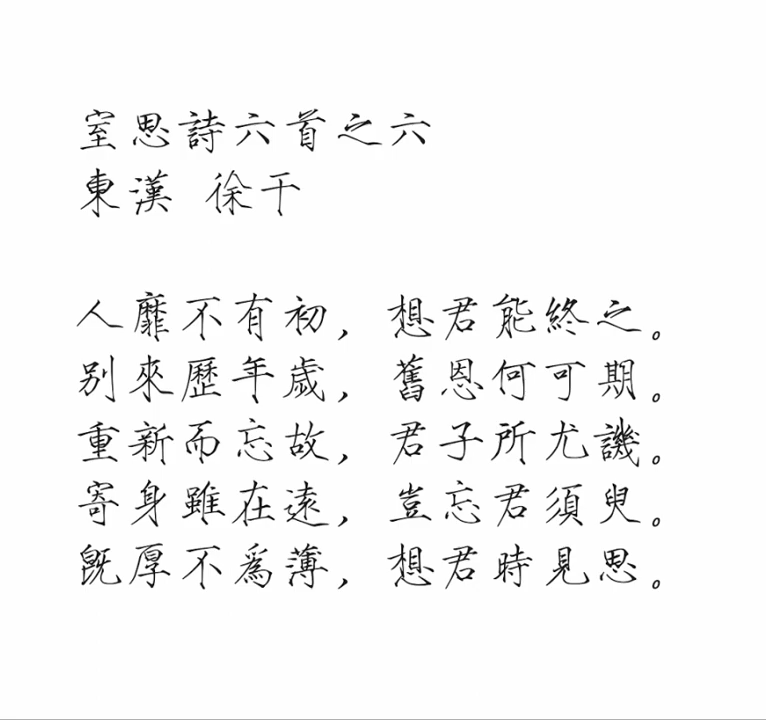 室思詩六首之六
東漢 徐干
人靡不有初，想君能終之。
別來歷年歲，舊恩何可期。
重新而忘故，君子所尤譏。
寄身雖在遠，豈忘君須臾。
既厚不爲薄，想君時見思。